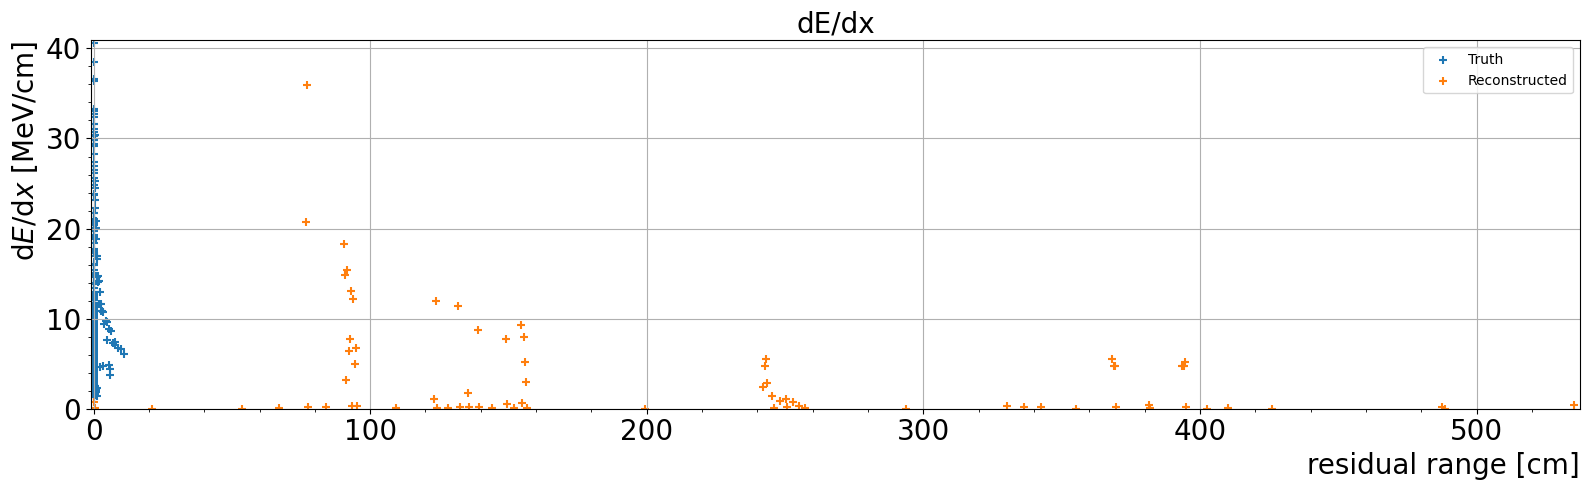 dE/dx
dE/dx [MeV/cm]
40
30
20
10
0
Truth
Reconstructed
0 100 200 300 400 500
residual range [cm]